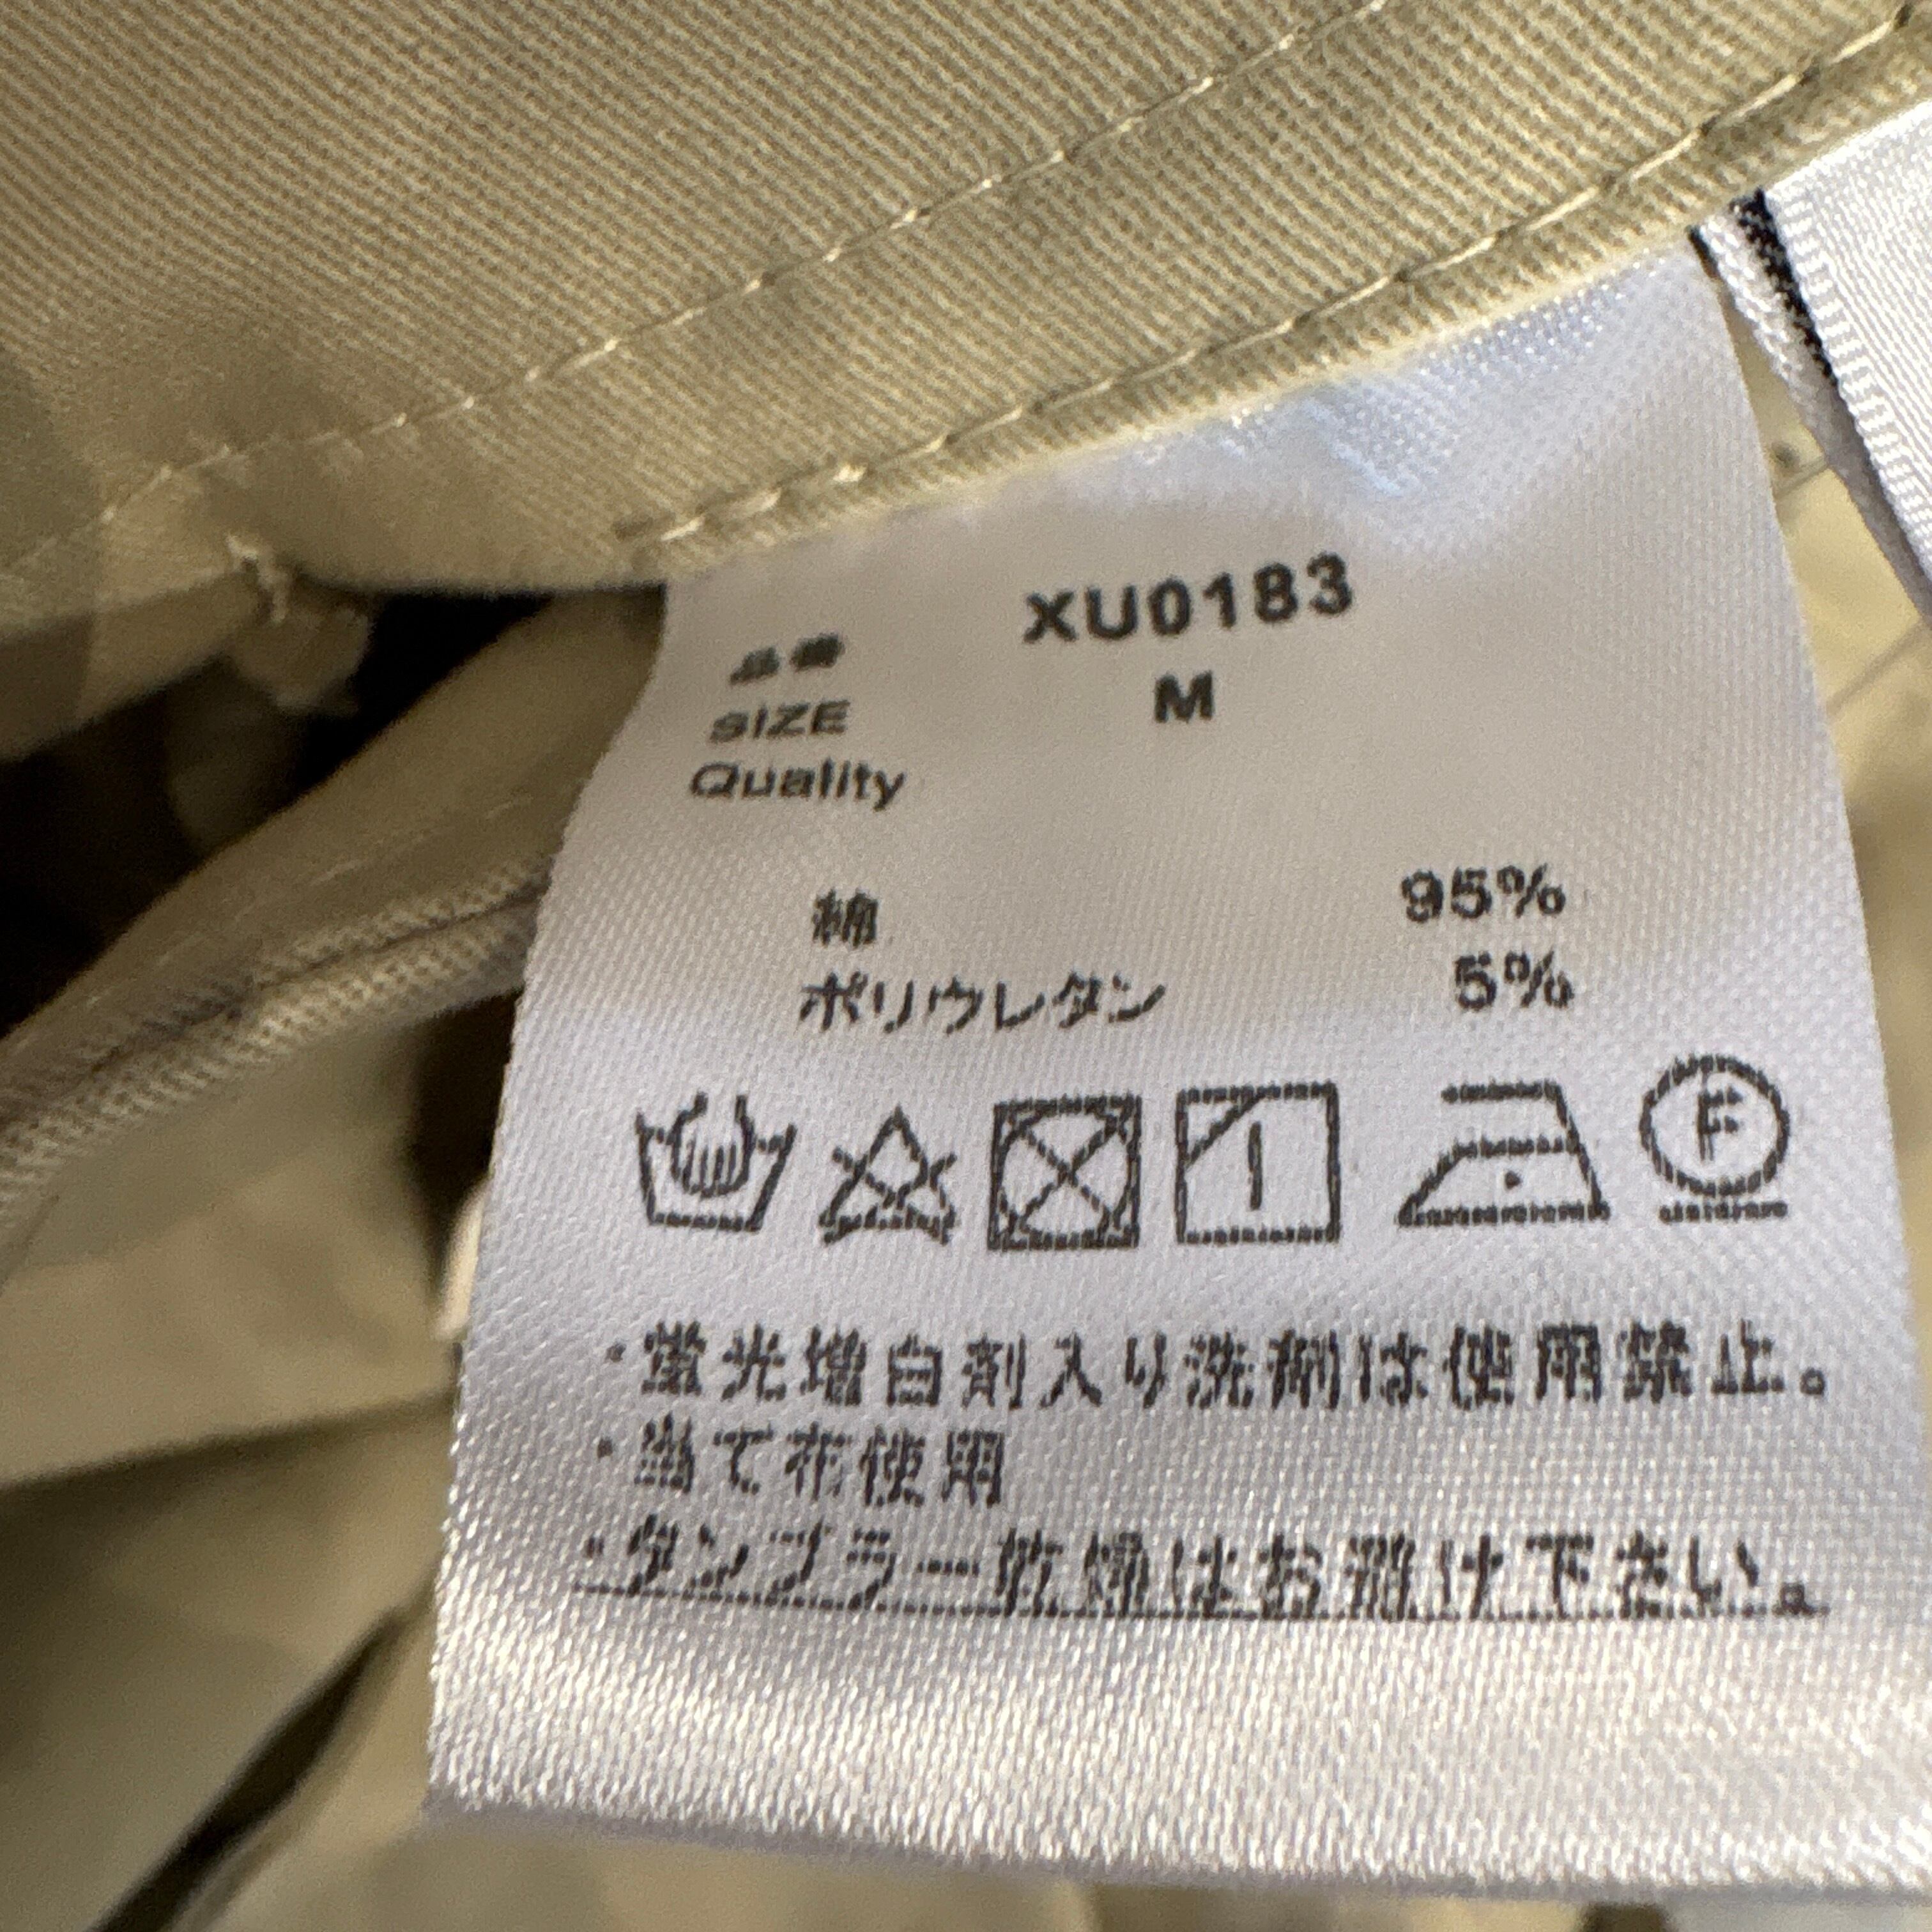 品番 XU0183
SIZE M
Quality
綿 95%
ポリウレタン 5%
F
・蛍光増白剤入り洗剤は使用禁止。
・当て布使用
・タンブラー乾燥はお避け下さい。